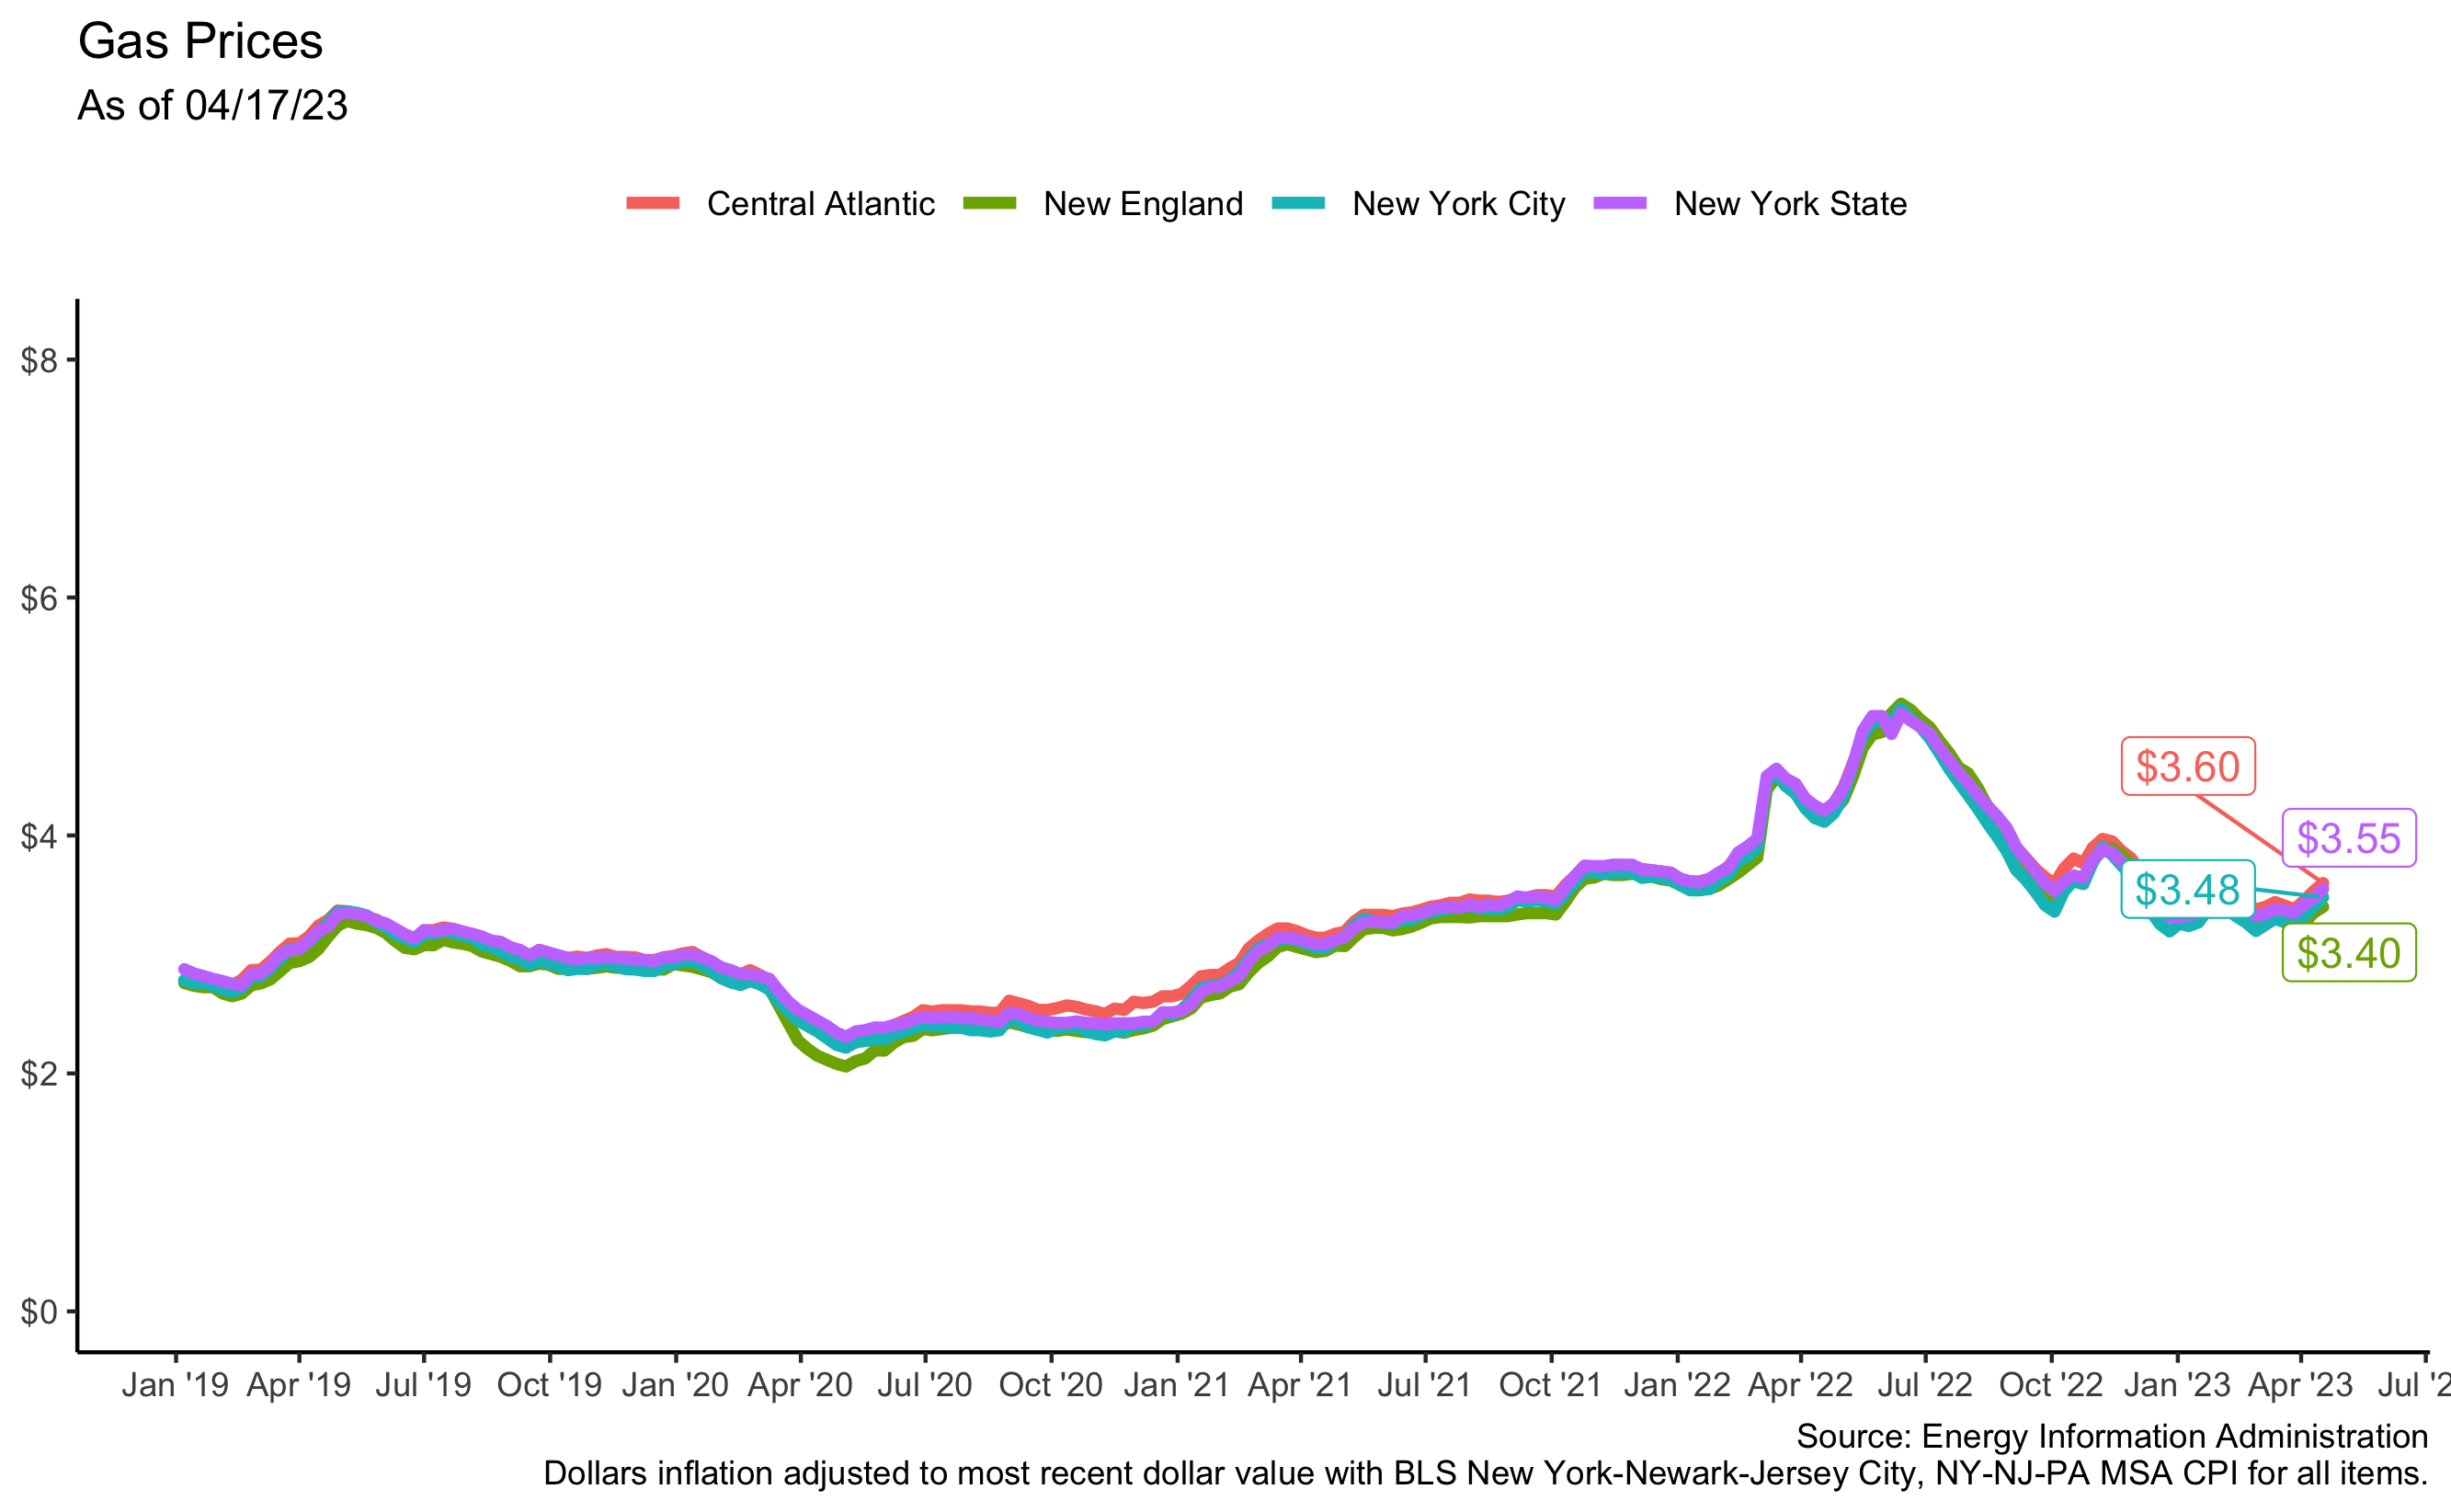 Gas Prices
As of 04/17/23
Central Atlantic New England New York City New York State
$8
$6
$4
$2
$0
$3.60
$3.55
$3.48
$3.40
Jan '19 Apr '19 Jul '19 Oct '19 Jan '20 Apr '20 Jul '20 Oct '20 Jan '21 Apr '21 Jul '21 Oct '21 Jan '22 Apr '22 Jul '22 Oct '22 Jan '23 Apr '23 Jul '2
Source: Energy Information Administration
Dollars inflation adjusted to most recent dollar value with BLS New York-Newark-Jersey City, NY-NJ-PA MSA CPI for all items.